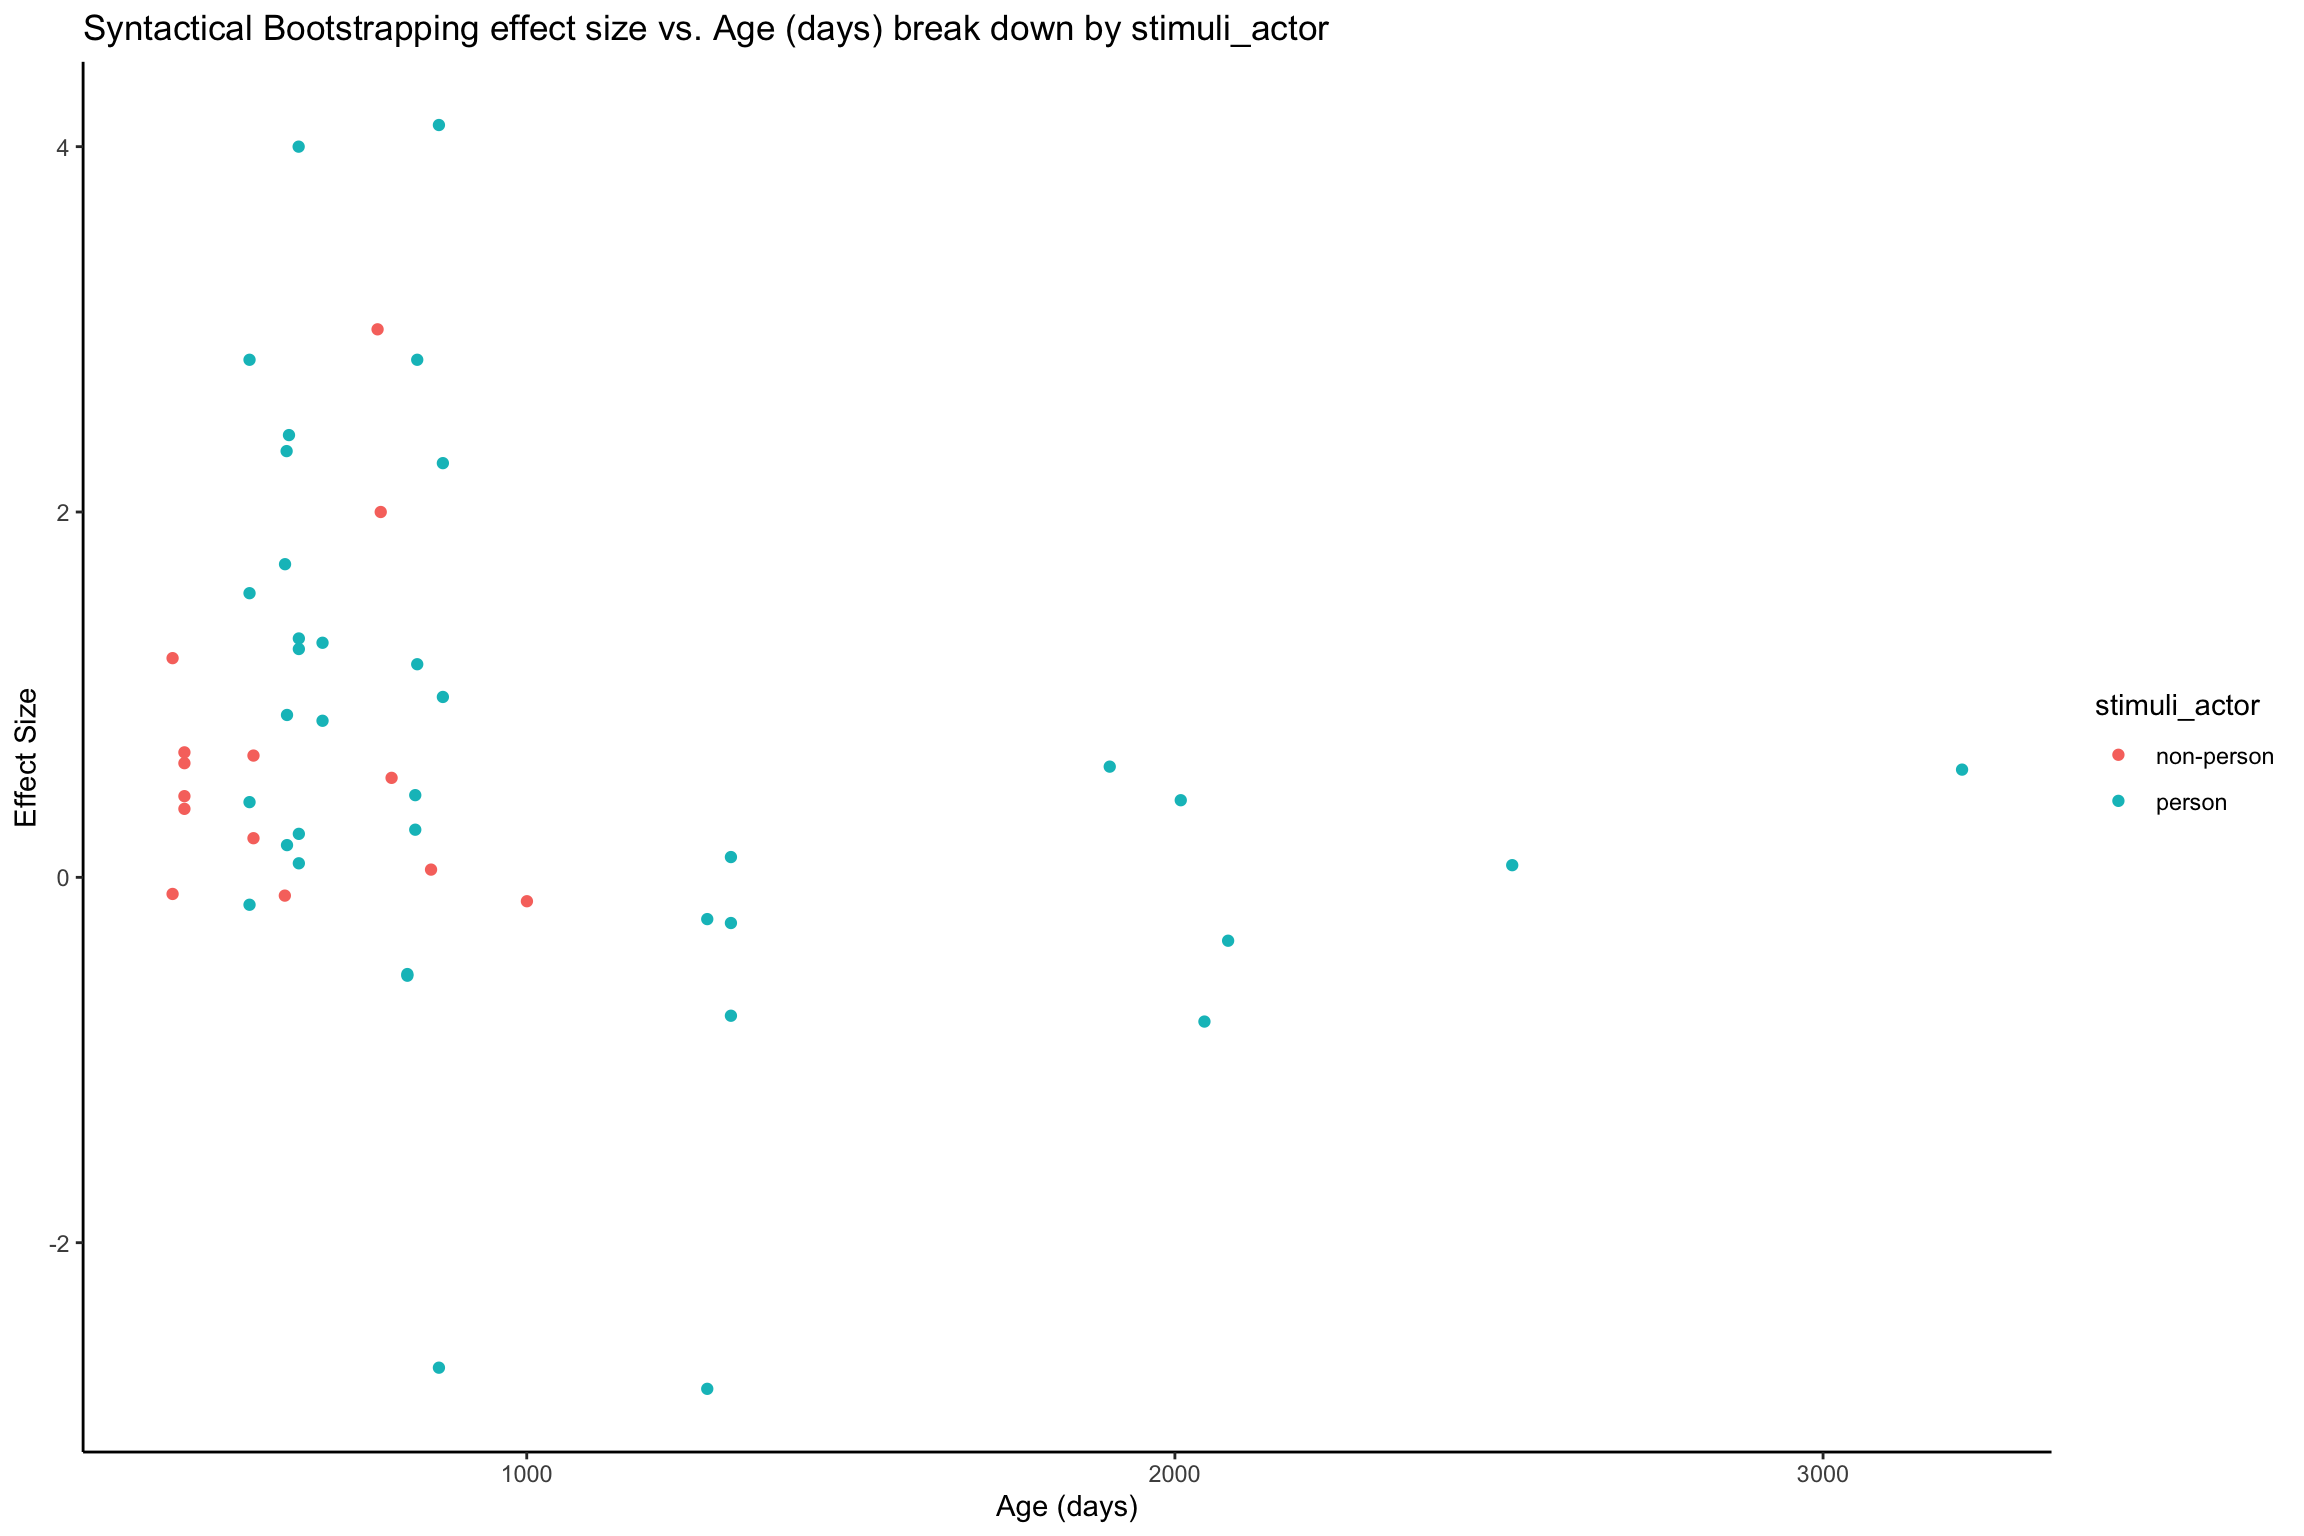 Syntactical Bootstrapping effect size vs. Age (days) break down by stimuli_actor
4
2
0
-2
Effect Size
1000
2000
3000
Age (days)
stimuli_actor
non-person
person